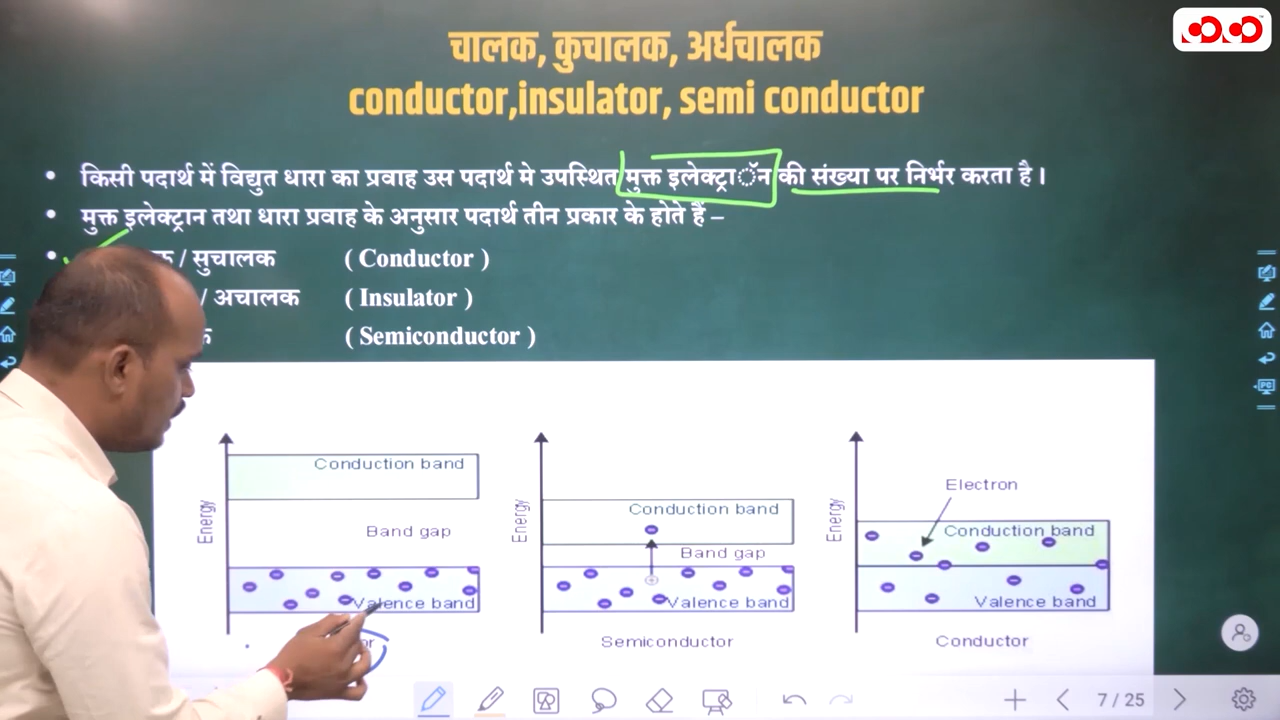 चालक, कुचालक, अर्धचालक
conductor,insulator, semi conductor
• किसी पदार्थ में विद्युत धारा का प्रवाह उस पदार्थ मे उपस्थित मुक्त इलेक्ट्राॅन की संख्या पर निर्भर करता है।
• मुक्त इलेक्ट्रान तथा धारा प्रवाह के अनुसार पदार्थ तीन प्रकार के होते हैं –
• / सुचालक ( Conductor )
/ अचालक ( Insulator )
( Semiconductor )
Energy
Conduction band
Band gap
Valence band
Energy
Conduction band
Band gap
Valence band
Semiconductor
Energy
Electron
Conduction band
Valence band
Conductor
7 / 25
PC